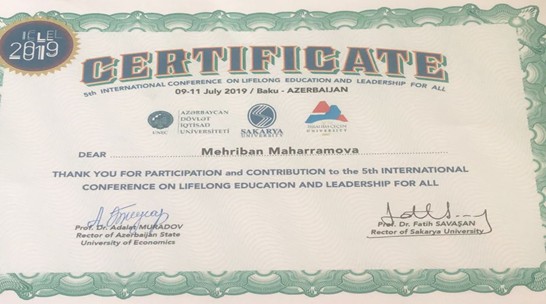 ICLEL
2019
CERTIFICATE
5th INTERNATIONAL CONFERENCE ON LIFELONG EDUCATION AND LEADERSHIP FOR ALL
09-11 July 2019 / Baku - AZERBAIJAN
UNEC
AZƏRBAYCAN
DÖVLƏT
İQTİSAD
UNİVERSİTETİ
SAKARYA
UNIVERSITY
UNIVERSITY
DEAR Mehriban Maharramova
THANK YOU FOR PARTICIPATION and CONTRIBUTION to the 5th INTERNATIONAL
CONFERENCE ON LIFELONG EDUCATION AND LEADERSHIP FOR ALL
Prof. Dr. Adalat MURADOV
Rector of Azerbaijan State
University of Economics
Prof. Dr. Fatih SAVAŞAN
Rector of Sakarya University